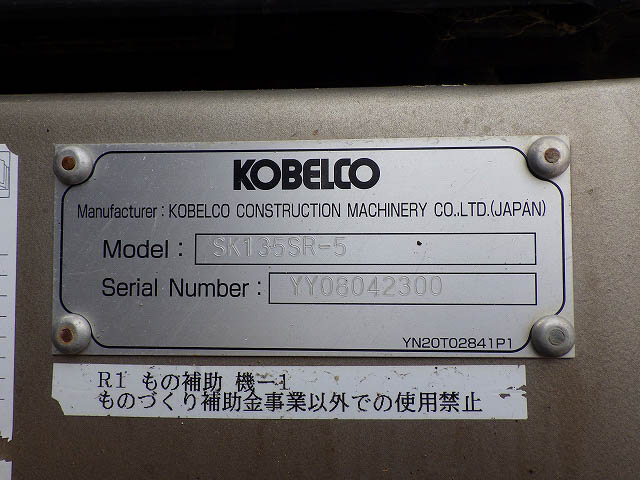 KOBELCO
Manufacturer : KOBELCO CONSTRUCTION MACHINERY CO.,LTD.(JAPAN)
Model : SK135SR-5
Serial Number : YY08042300
YN20T02841P1
R1 もの補助 機ー1
ものづくり補助金事業以外での使用禁止